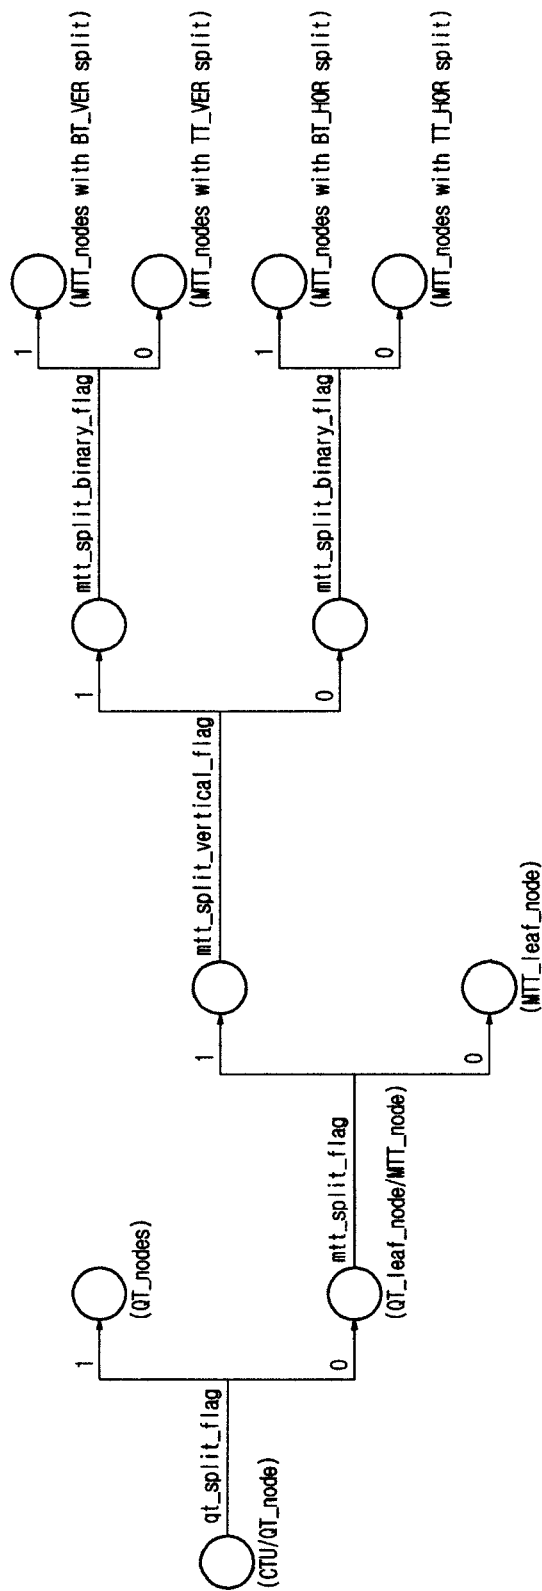 (CTU/QT_node)
qt_split_flag
1
(QT_nodes)
0
(QT_leaf_node/MTT_node)
mtt_split_flag
1
0
(MTT_leaf_node)
mtt_split_vertical_flag
1
mtt_split_binary_flag
1
(MTT_nodes with BT_VER split)
0
(MTT_nodes with TT_VER split)
0
mtt_split_binary_flag
1
(MTT_nodes with BT_HOR split)
0
(MTT_nodes with TT_HOR split)